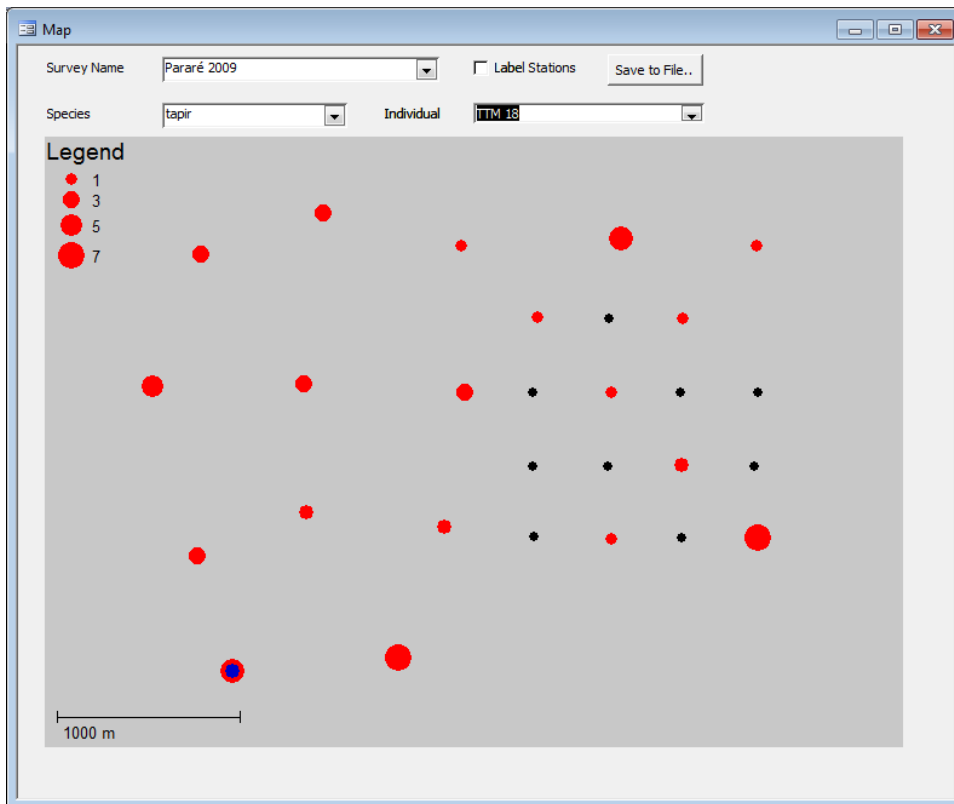 Map
Survey Name Pararé 2009 Label Stations Save to File..
Species tapir Individual TTM 18
Legend
1
3
5
7
1000 m